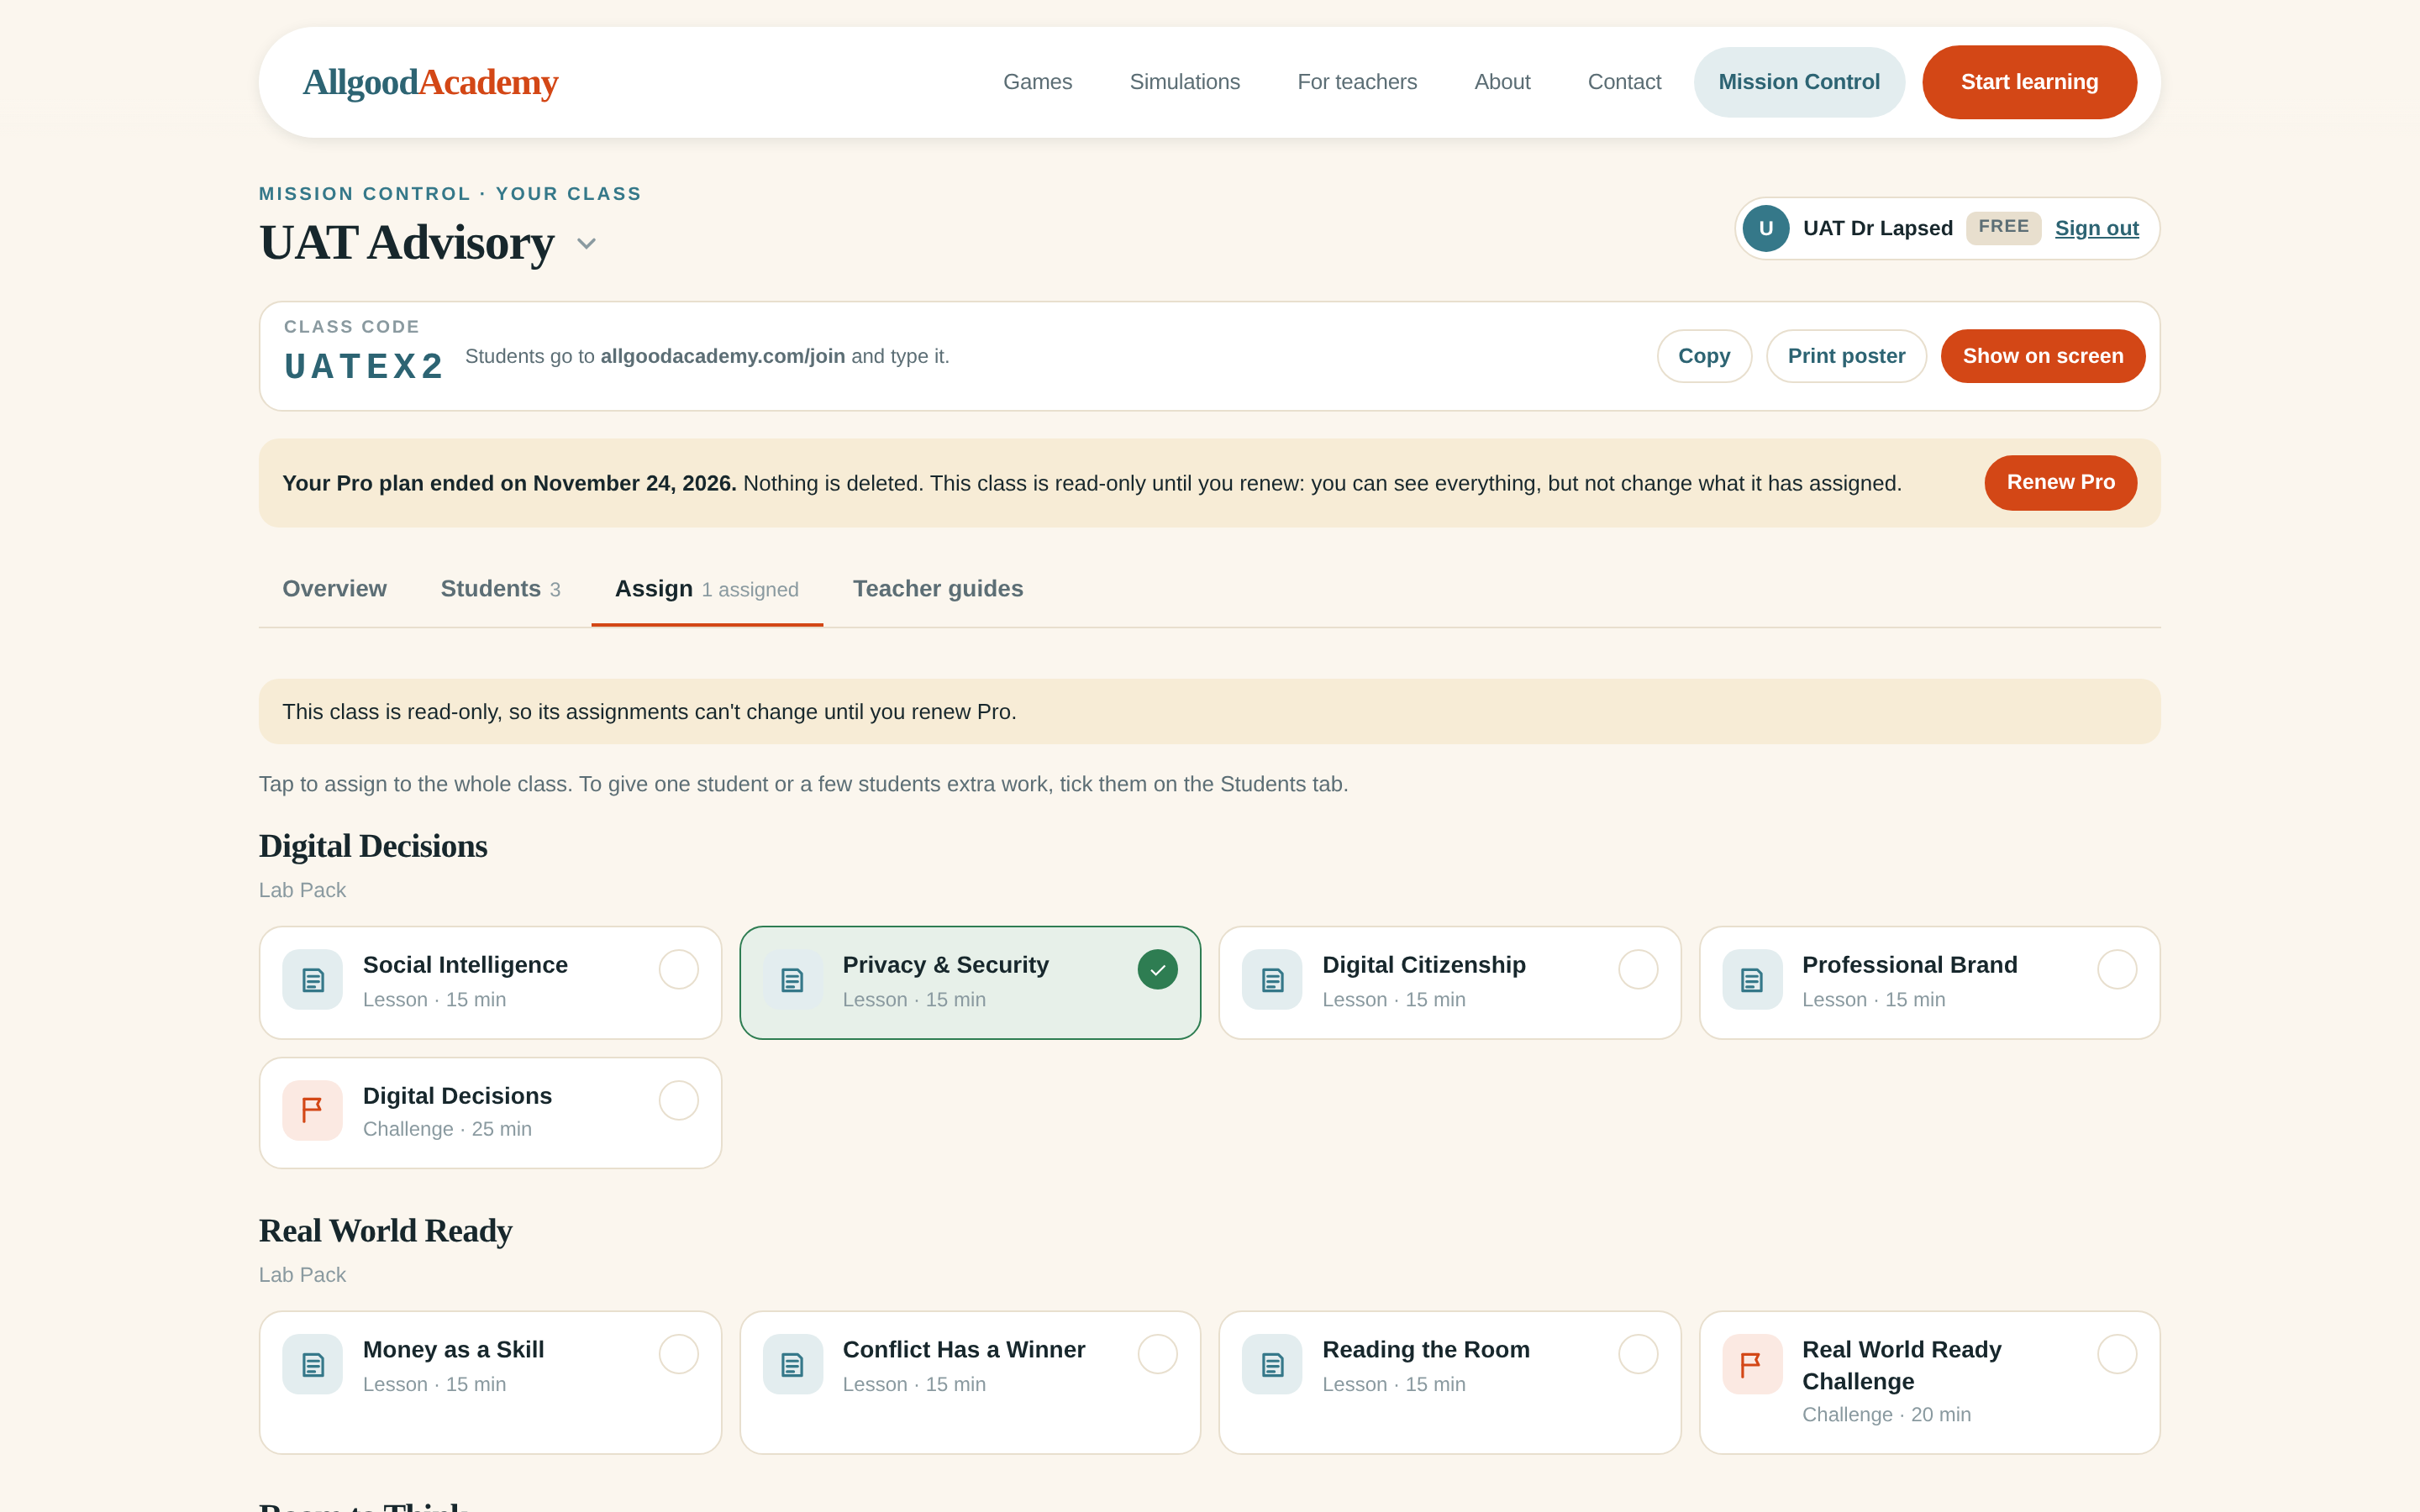 AllgoodAcademy
Games Simulations For teachers About Contact Mission Control Start learning
MISSION CONTROL · YOUR CLASS
UAT Advisory
U UAT Dr Lapsed FREE Sign out
CLASS CODE
UATEX2 Students go to allgoodacademy.com/join and type it.
Copy Print poster Show on screen
Your Pro plan ended on November 24, 2026. Nothing is deleted. This class is read-only until you renew: you can see everything, but not change what it has assigned. Renew Pro
Overview Students 3 Assign 1 assigned Teacher guides
This class is read-only, so its assignments can't change until you renew Pro.
Tap to assign to the whole class. To give one student or a few students extra work, tick them on the Students tab.
Digital Decisions
Lab Pack
Social Intelligence
Lesson · 15 min
Privacy & Security
Lesson · 15 min
Digital Citizenship
Lesson · 15 min
Professional Brand
Lesson · 15 min
Digital Decisions
Challenge · 25 min
Real World Ready
Lab Pack
Money as a Skill
Lesson · 15 min
Conflict Has a Winner
Lesson · 15 min
Reading the Room
Lesson · 15 min
Real World Ready
Challenge
Challenge · 20 min
Room to Think